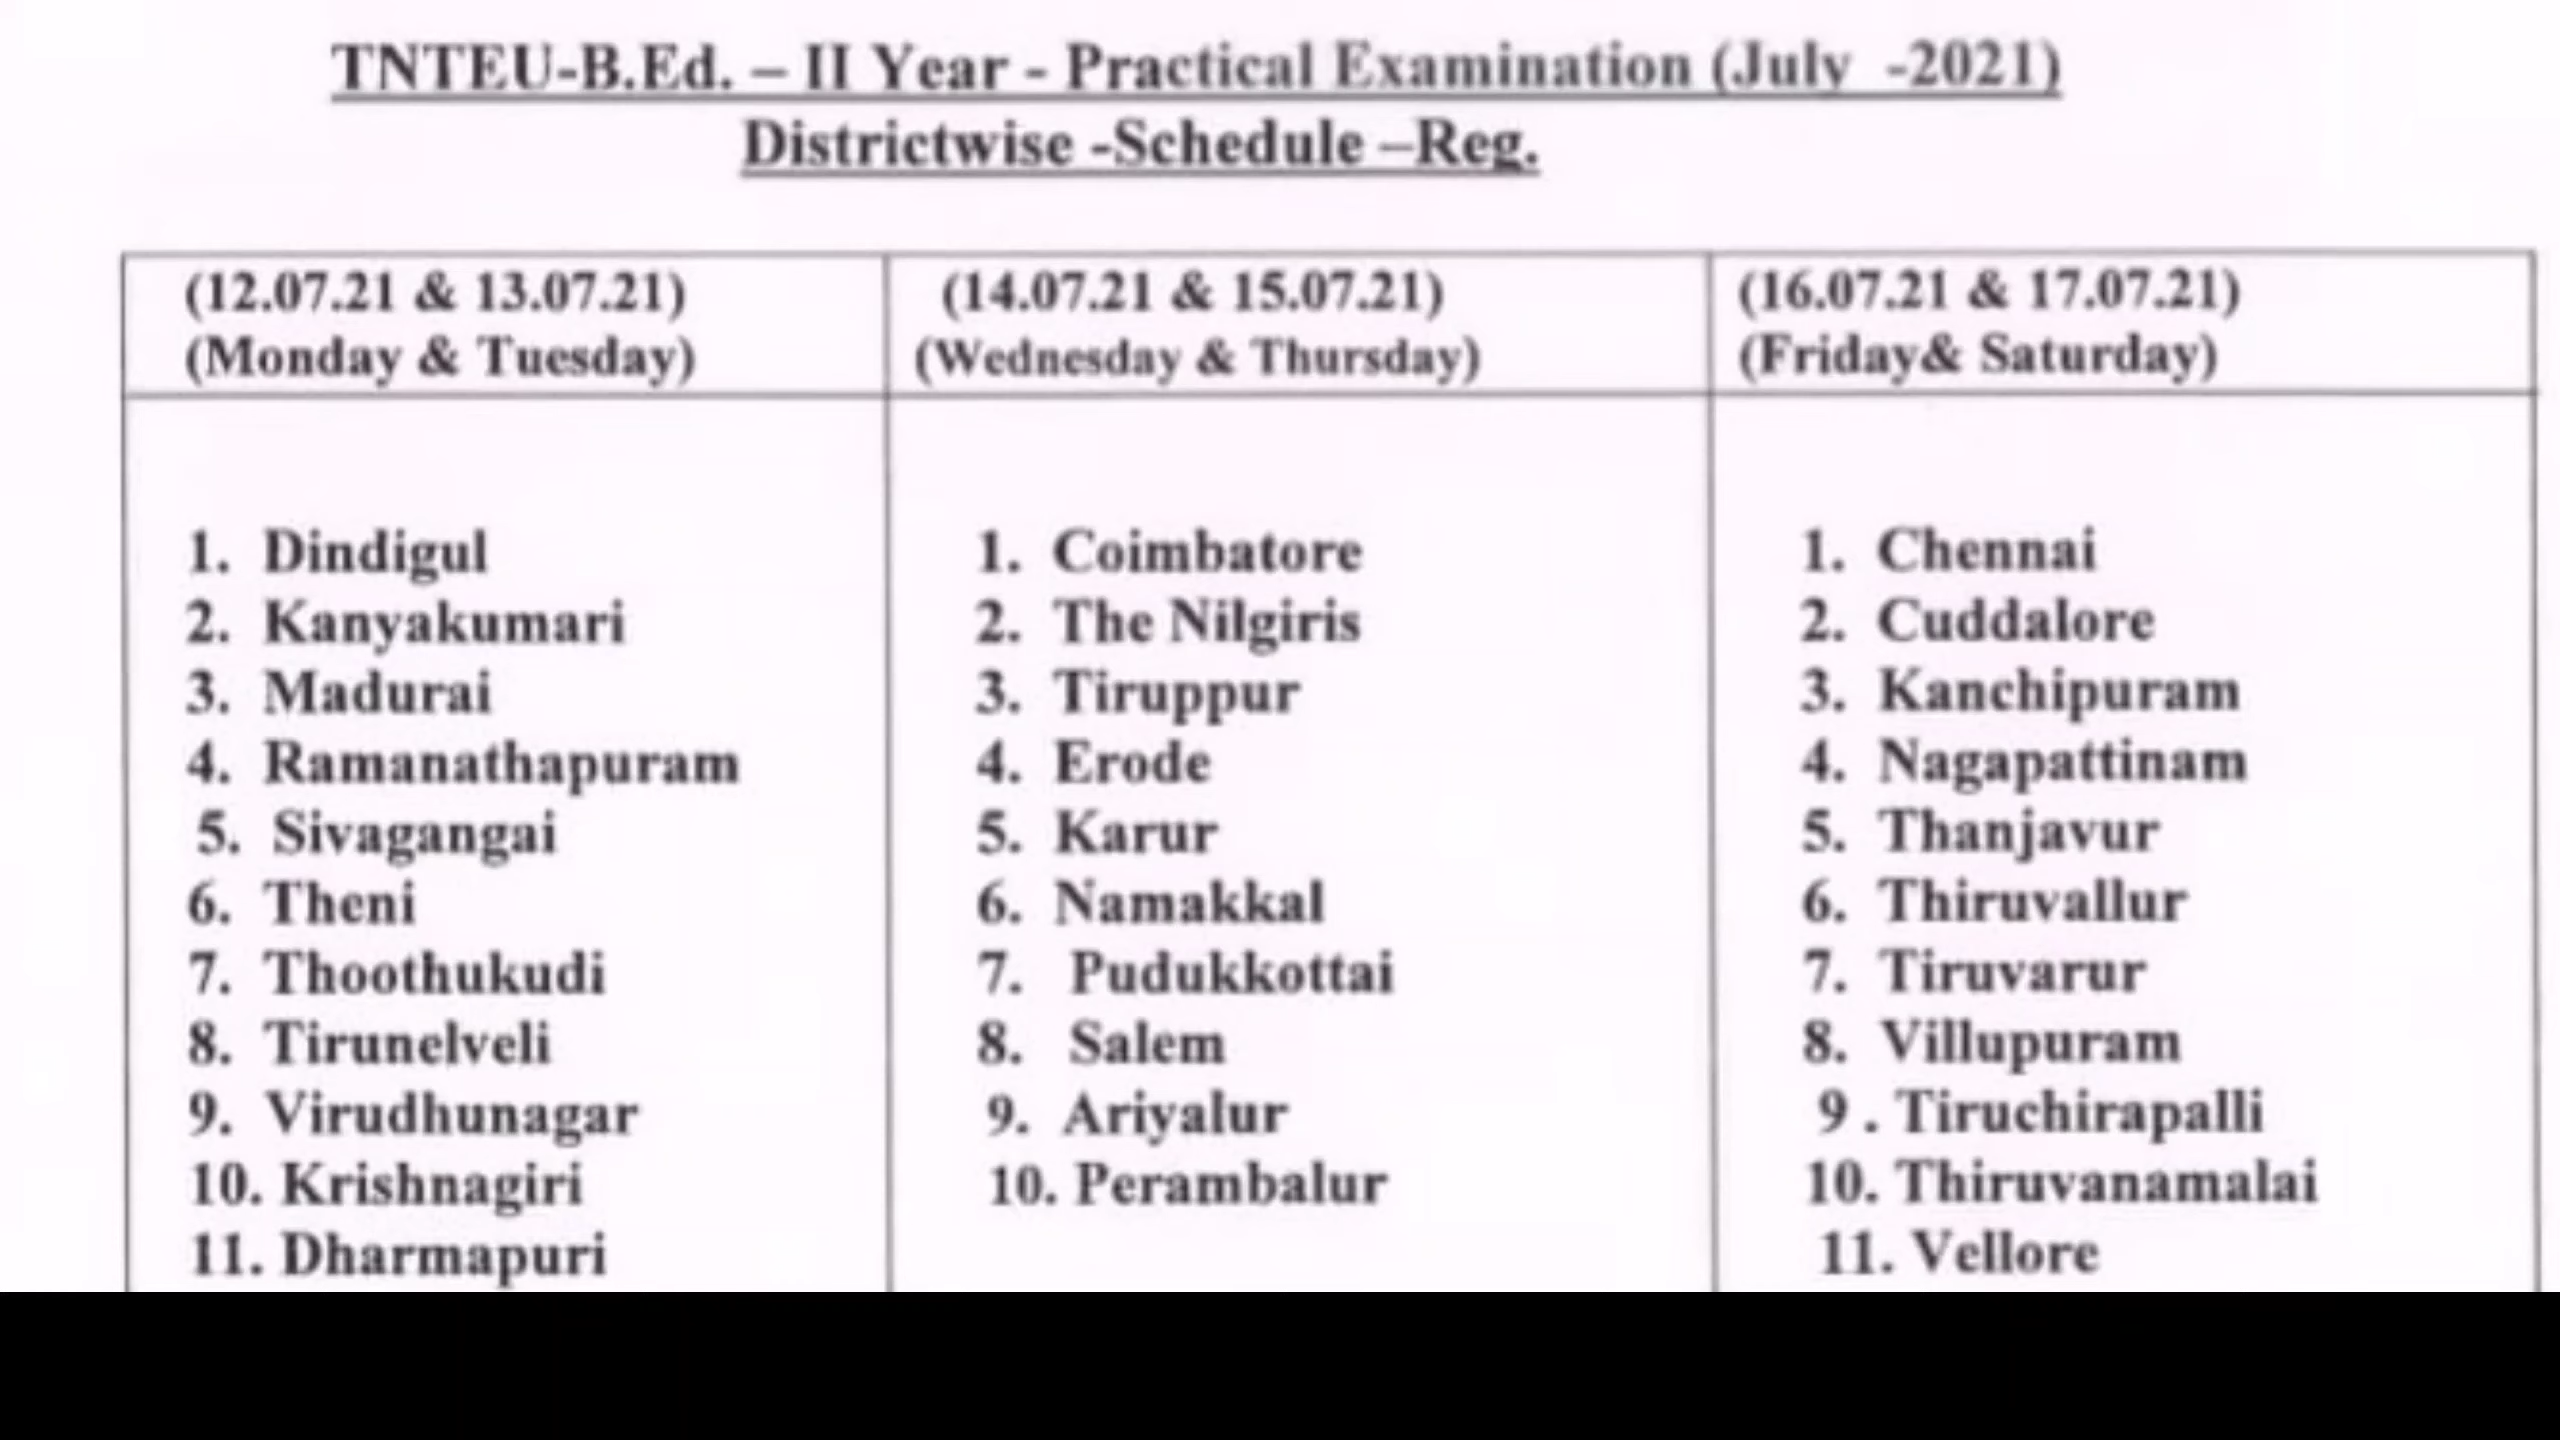 TNTEU-B.Ed. – II Year - Practical Examination (July -2021)
Districtwise -Schedule –Reg.
(12.07.21 & 13.07.21)
(Monday & Tuesday)
1. Dindigul
2. Kanyakumari
3. Madurai
4. Ramanathapuram
5. Sivagangai
6. Theni
7. Thoothukudi
8. Tirunelveli
9. Virudhunagar
10. Krishnagiri
11. Dharmapuri
(14.07.21 & 15.07.21)
(Wednesday & Thursday)
1. Coimbatore
2. The Nilgiris
3. Tiruppur
4. Erode
5. Karur
6. Namakkal
7. Pudukkottai
8. Salem
9. Ariyalur
10. Perambalur
(16.07.21 & 17.07.21)
(Friday& Saturday)
1. Chennai
2. Cuddalore
3. Kanchipuram
4. Nagapattinam
5. Thanjavur
6. Thiruvallur
7. Tiruvarur
8. Villupuram
9 . Tiruchirapalli
10. Thiruvanamalai
11. Vellore